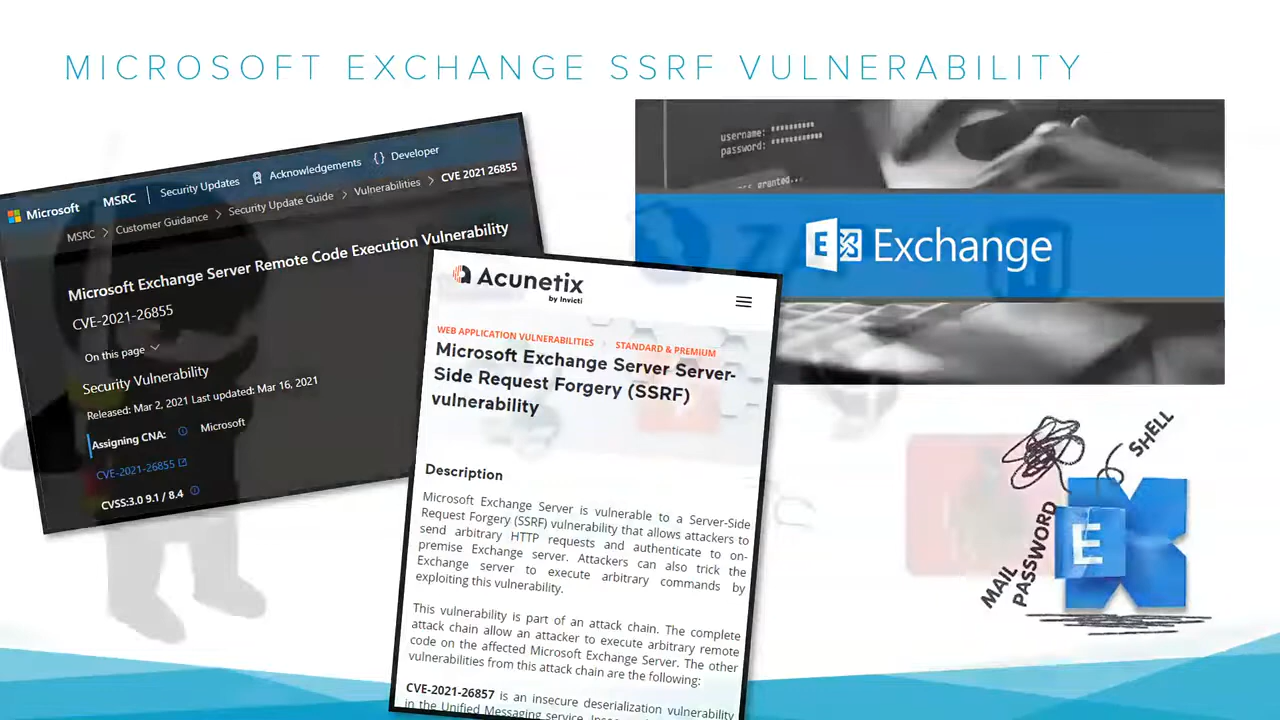 MICROSOFT EXCHANGE SSRF VULNERABILITY
Microsoft
MSRC
Security Updates
Acknowledgements
{} Developer
MSRC > Customer Guidance > Security Update Guide > Vulnerabilities > CVE 2021 26855
Microsoft Exchange Server Remote Code Execution Vulnerability
CVE-2021-26855
On this page
Security Vulnerability
Released: Mar 2, 2021 Last updated: Mar 16, 2021
Assigning CNA:
Microsoft
CVE-2021-26855
CVSS:3.0 9.1 / 8.4
Acunetix
by Invicti
WEB APPLICATION VULNERABILITIES
STANDARD & PREMIUM
Microsoft Exchange Server Server-
Side Request Forgery (SSRF)
vulnerability
Description
Microsoft Exchange Server is vulnerable to a Server-Side
Request Forgery (SSRF) vulnerability that allows attackers to
send arbitrary HTTP requests and authenticate to on-
premise Exchange server. Attackers can also trick the
Exchange server to execute arbitrary commands by
exploiting this vulnerability.
This vulnerability is part of an attack chain. The complete
attack chain allow an attacker to execute arbitrary remote
code on the affected Microsoft Exchange Server. The other
vulnerabilities from this attack chain are the following:
CVE-2021-26857 is an insecure deserialization vulnerability
in the Unified Messaging service.
username: **********
password: **********
granted...
E Exchange
SHELL
MAIL
PASSWORD
E